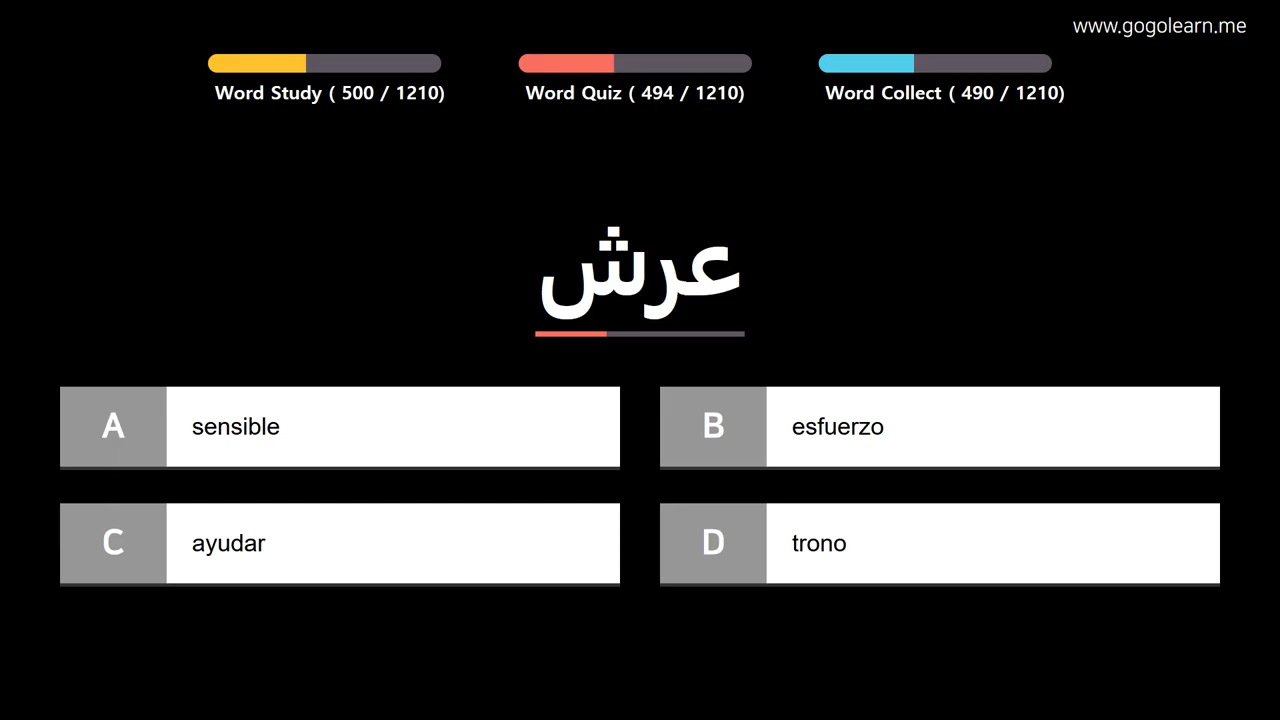 www.gogolearn.me
Word Study ( 500 / 1210)
Word Quiz ( 494 / 1210)
Word Collect ( 490 / 1210)
عرش
A sensible
B esfuerzo
C ayudar
D trono